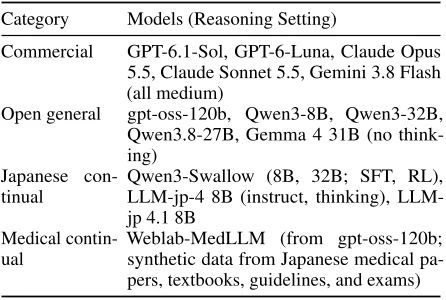 Category Models (Reasoning Setting)
Commercial GPT-6.1-Sol, GPT-6-Luna, Claude Opus
5.5, Claude Sonnet 5.5, Gemini 3.8 Flash
(all medium)
Open general gpt-oss-120b, Qwen3-8B, Qwen3-32B,
Qwen3.8-27B, Gemma 4 31B (no think-
ing)
Japanese con- Qwen3-Swallow (8B, 32B; SFT, RL),
tinual LLM-jp-4 8B (instruct, thinking), LLM-
jp 4.1 8B
Medical contin- Weblab-MedLLM (from gpt-oss-120b;
ual synthetic data from Japanese medical pa-
pers, textbooks, guidelines, and exams)